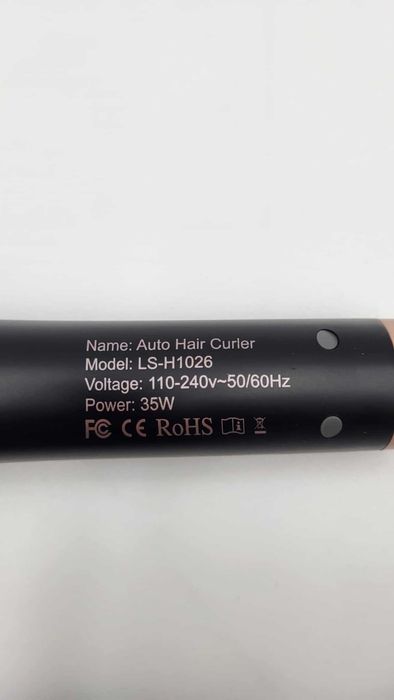 Name: Auto Hair Curler
Model: LS-H1026
Voltage: 110-240v~50/60Hz
Power: 35W
FC CE RoHS i